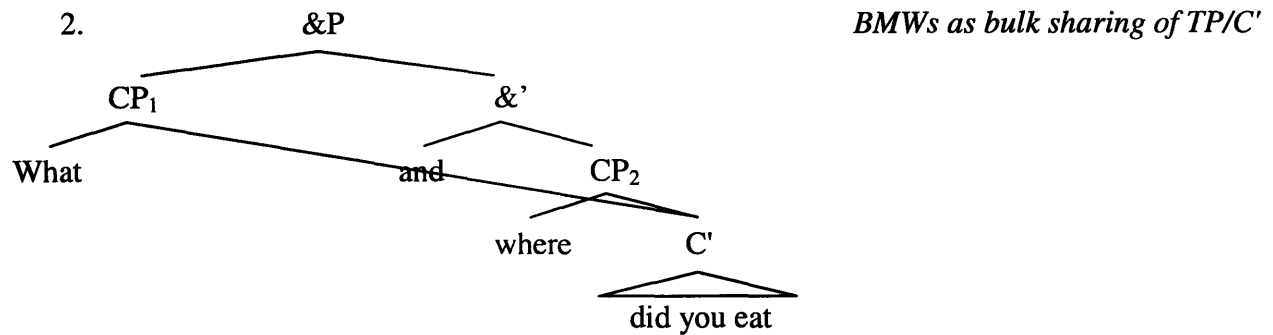 2. &P BMWs as bulk sharing of TP/C'
CP₁ &’
What and CP₂
where C'
did you eat